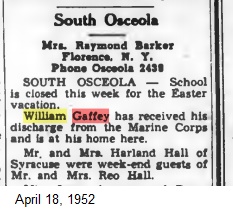 South Osceola
Mrs. Raymond Barker
Florence, N. Y.
Phone Osceola 2439
SOUTH OSCEOLA — School
is closed this week for the Easter
vacation.
William Gaffey has received his
discharge from the Marine Corps
and is at his home here.
Mr. and Mrs. Harland Hall of
Syracuse were week-end guests of
Mr. and Mrs. Reo Hall.
April 18, 1952